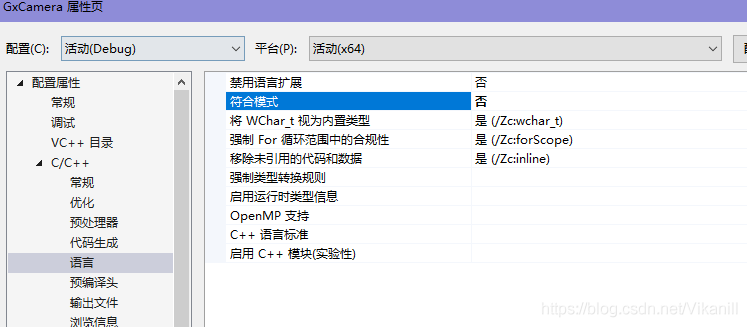 GxCamera 属性页
配置(C): 活动(Debug) 平台(P): 活动(x64)
配置属性
常规
调试
VC++ 目录
C/C++
常规
优化
预处理器
代码生成
语言
预编译头
输出文件
浏览信息
禁用语言扩展 否
符合模式 否
将 WChar_t 视为内置类型 是 (/Zc:wchar_t)
强制 For 循环范围中的合规性 是 (/Zc:forScope)
移除未引用的代码和数据 是 (/Zc:inline)
强制类型转换规则
启用运行时类型信息
OpenMP 支持
C++ 语言标准
启用 C++ 模块(实验性)
https://blog.csdn.net/Vikanill